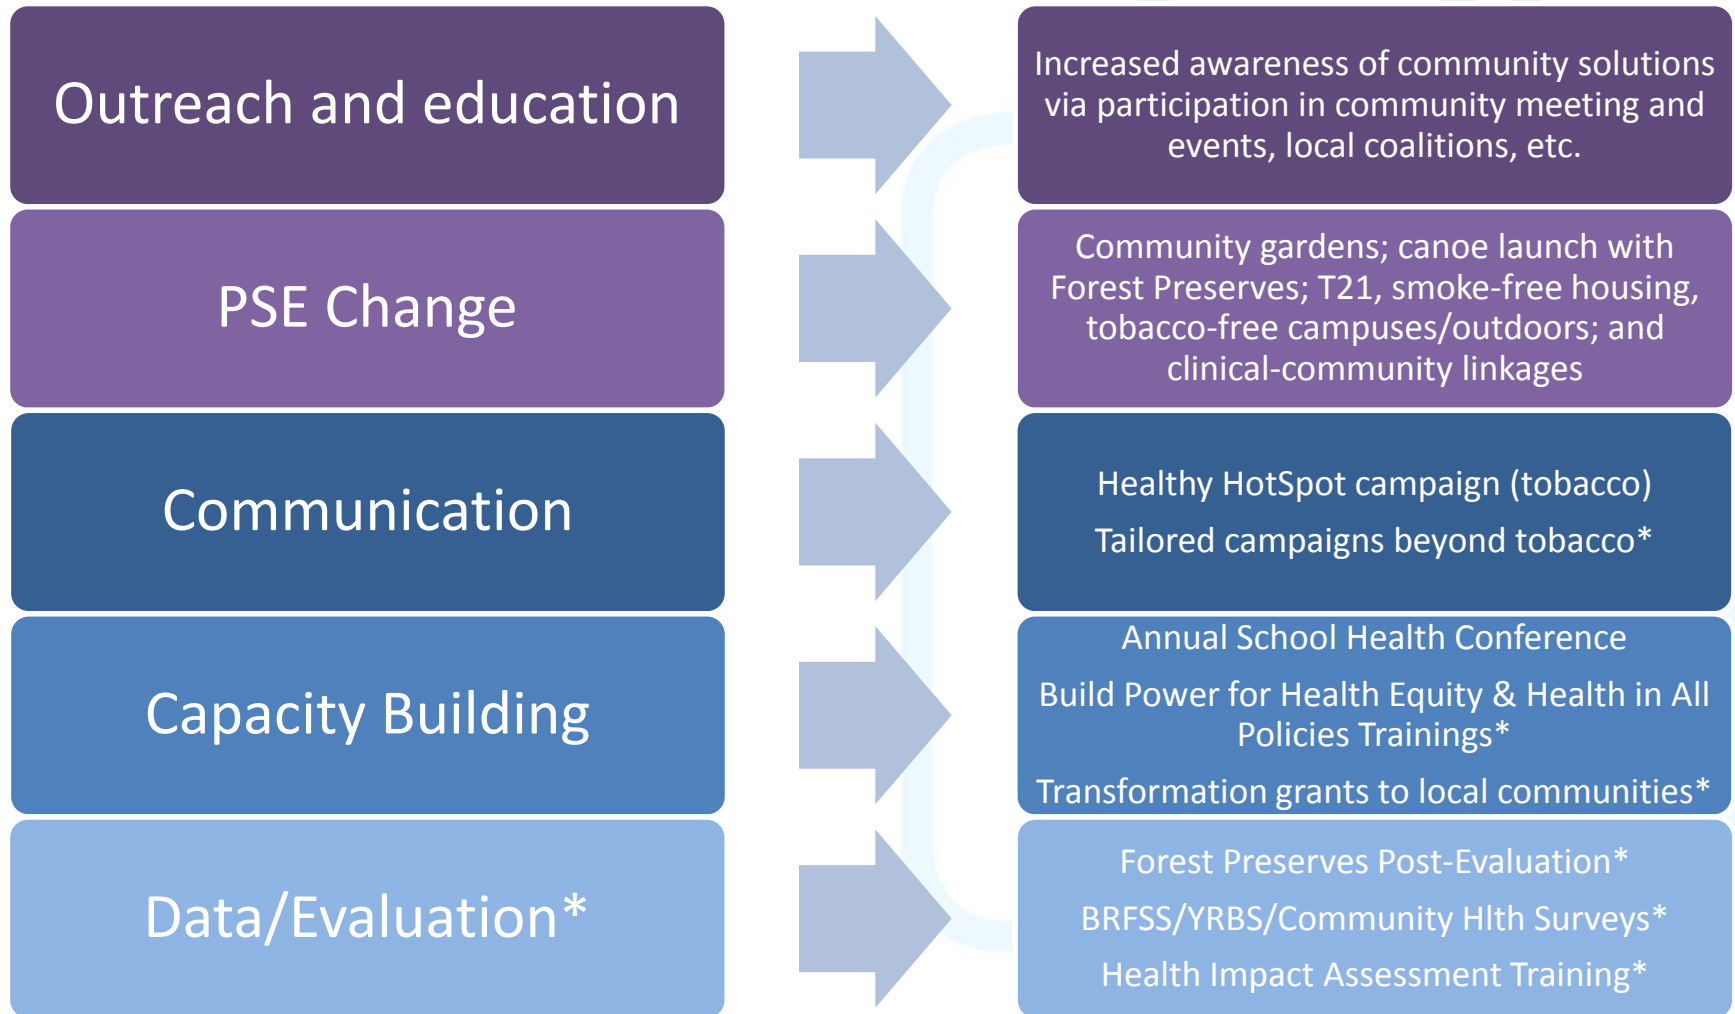 Outreach and education
Increased awareness of community solutions
via participation in community meeting and
events, local coalitions, etc.
PSE Change
Community gardens; canoe launch with
Forest Preserves; T21, smoke-free housing,
tobacco-free campuses/outdoors; and
clinical-community linkages
Communication
Healthy HotSpot campaign (tobacco)
Tailored campaigns beyond tobacco*
Capacity Building
Annual School Health Conference
Build Power for Health Equity & Health in All
Policies Trainings*
Transformation grants to local communities*
Data/Evaluation*
Forest Preserves Post-Evaluation*
BRFSS/YRBS/Community Hlth Surveys*
Health Impact Assessment Training*